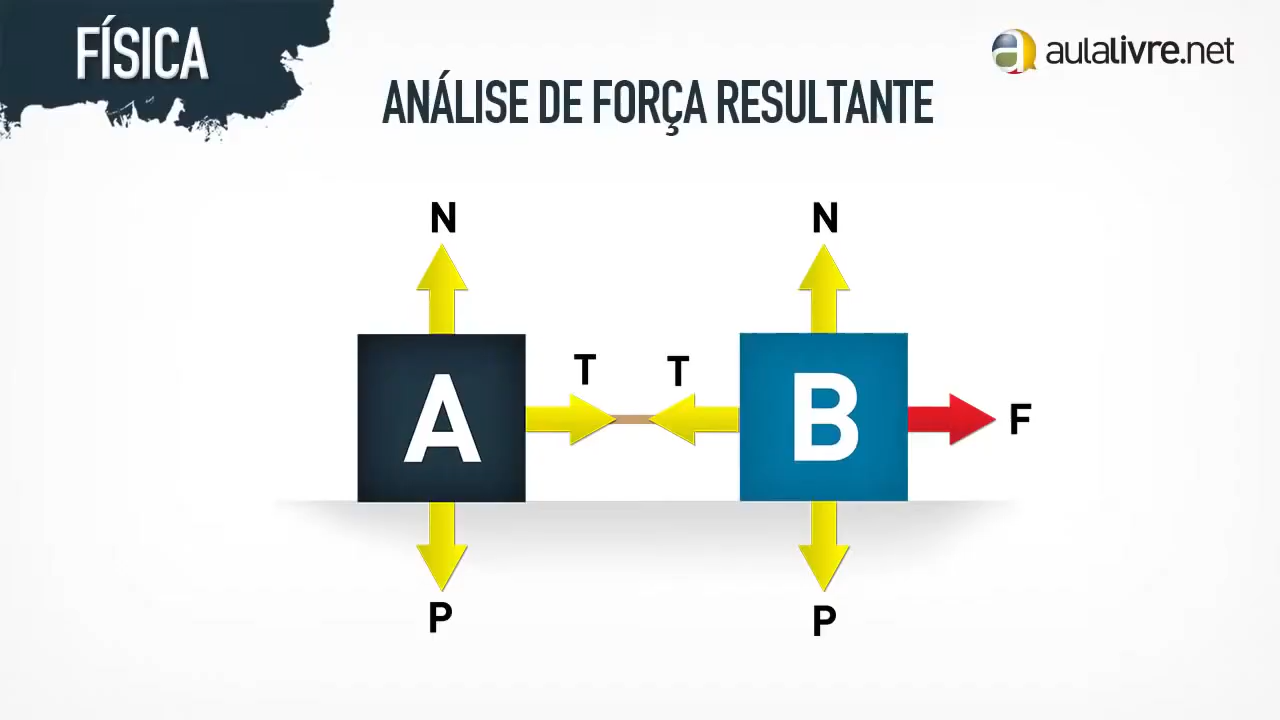 FÍSICA
aulalivre.net
ANÁLISE DE FORÇA RESULTANTE
N
N
T
T
A
B
F
P
P